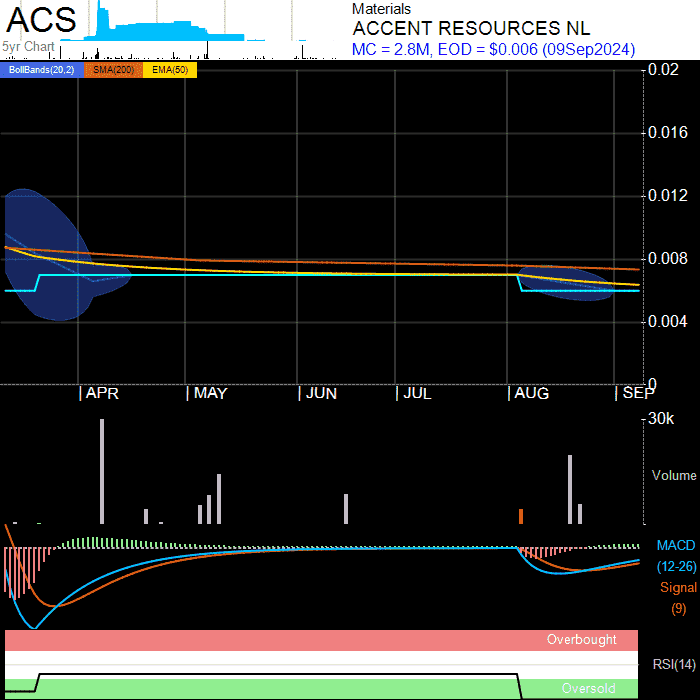 ACS
5yr Chart
Materials
ACCENT RESOURCES NL
MC = 2.8M, EOD = $0.006 (09Sep2024)
BollBands(20,2) SMA(200) EMA(50)
0.02
0.016
0.012
0.008
0.004
0
| APR | MAY | JUN | JUL | AUG | SEP
30k
Volume
MACD
(12-26)
Signal
(9)
Overbought
RSI(14)
Oversold